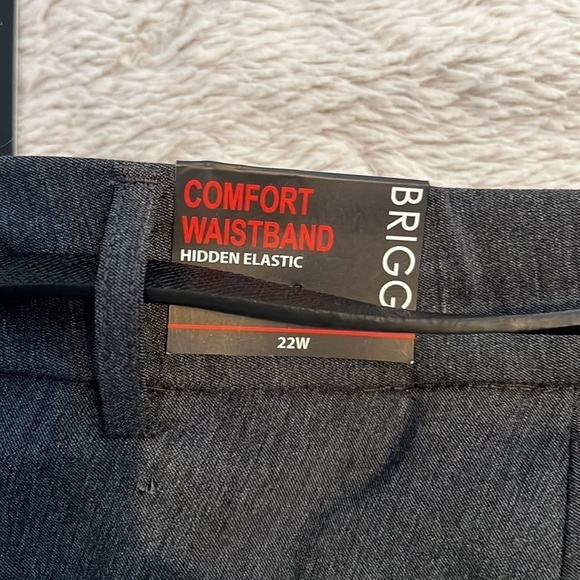 COMFORT
WAISTBAND
HIDDEN ELASTIC
BRIGG
22W